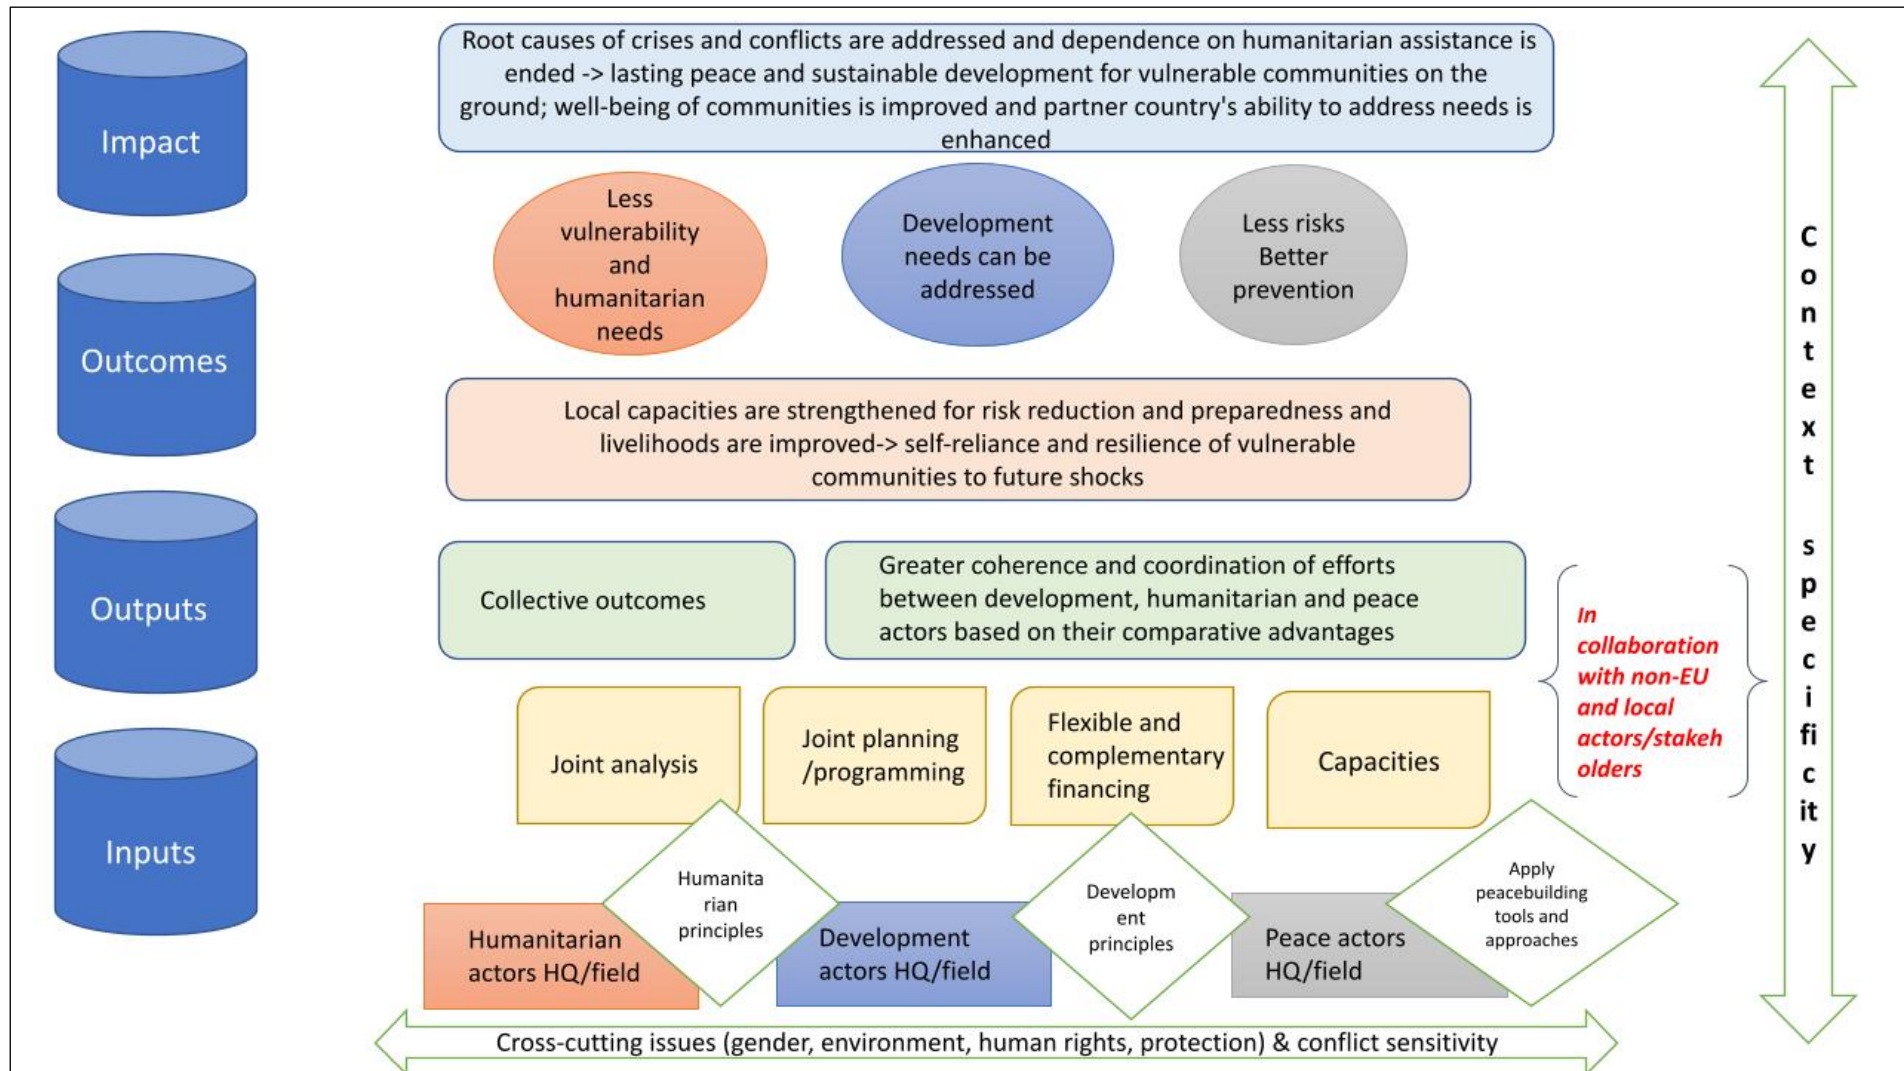 Impact
Root causes of crises and conflicts are addressed and dependence on humanitarian assistance is
ended -> lasting peace and sustainable development for vulnerable communities on the
ground; well-being of communities is improved and partner country's ability to address needs is
enhanced
Less
vulnerability
and
humanitarian
needs
Development
needs can be
addressed
Less risks
Better
prevention
Outcomes
Local capacities are strengthened for risk reduction and preparedness and
livelihoods are improved-> self-reliance and resilience of vulnerable
communities to future shocks
Outputs
Collective outcomes
Greater coherence and coordination of efforts
between development, humanitarian and peace
actors based on their comparative advantages
In
collaboration
with non-EU
and local
actors/stakeh
olders
Inputs
Joint analysis
Joint planning
/programming
Flexible and
complementary
financing
Capacities
Humanitarian
actors HQ/field
Humanita
rian
principles
Development
actors HQ/field
Developm
ent
principles
Peace actors
HQ/field
Apply
peacebuilding
tools and
approaches
Cross-cutting issues (gender, environment, human rights, protection) & conflict sensitivity
C
o
n
t
e
x
t
s
p
e
c
i
fi
c
it
y